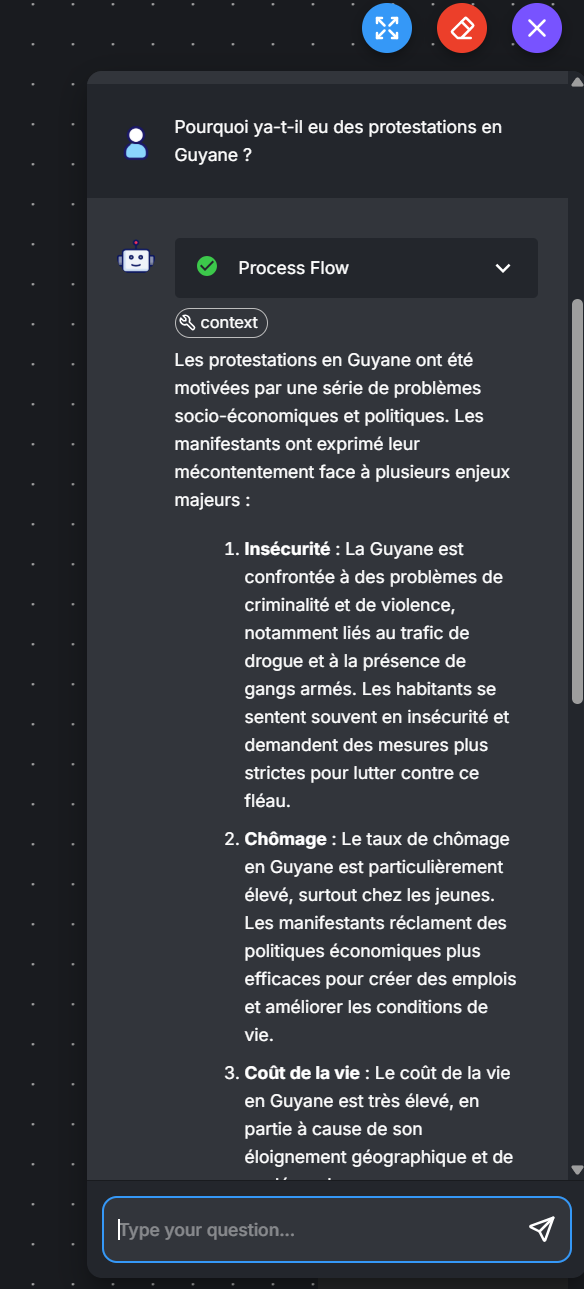 Pourquoi ya-t-il eu des protestations en
Guyane ?
Process Flow
context
Les protestations en Guyane ont été
motivées par une série de problèmes
socio-économiques et politiques. Les
manifestants ont exprimé leur
mécontentement face à plusieurs enjeux
majeurs :
1. Insécurité : La Guyane est
confrontée à des problèmes de
criminalité et de violence,
notamment liés au trafic de
drogue et à la présence de
gangs armés. Les habitants se
sentent souvent en insécurité et
demandent des mesures plus
strictes pour lutter contre ce
fléau.
2. Chômage : Le taux de chômage
en Guyane est particulièrement
élevé, surtout chez les jeunes.
Les manifestants réclament des
politiques économiques plus
efficaces pour créer des emplois
et améliorer les conditions de
vie.
3. Coût de la vie : Le coût de la vie
en Guyane est très élevé, en
partie à cause de son
éloignement géographique et de
Type your question...